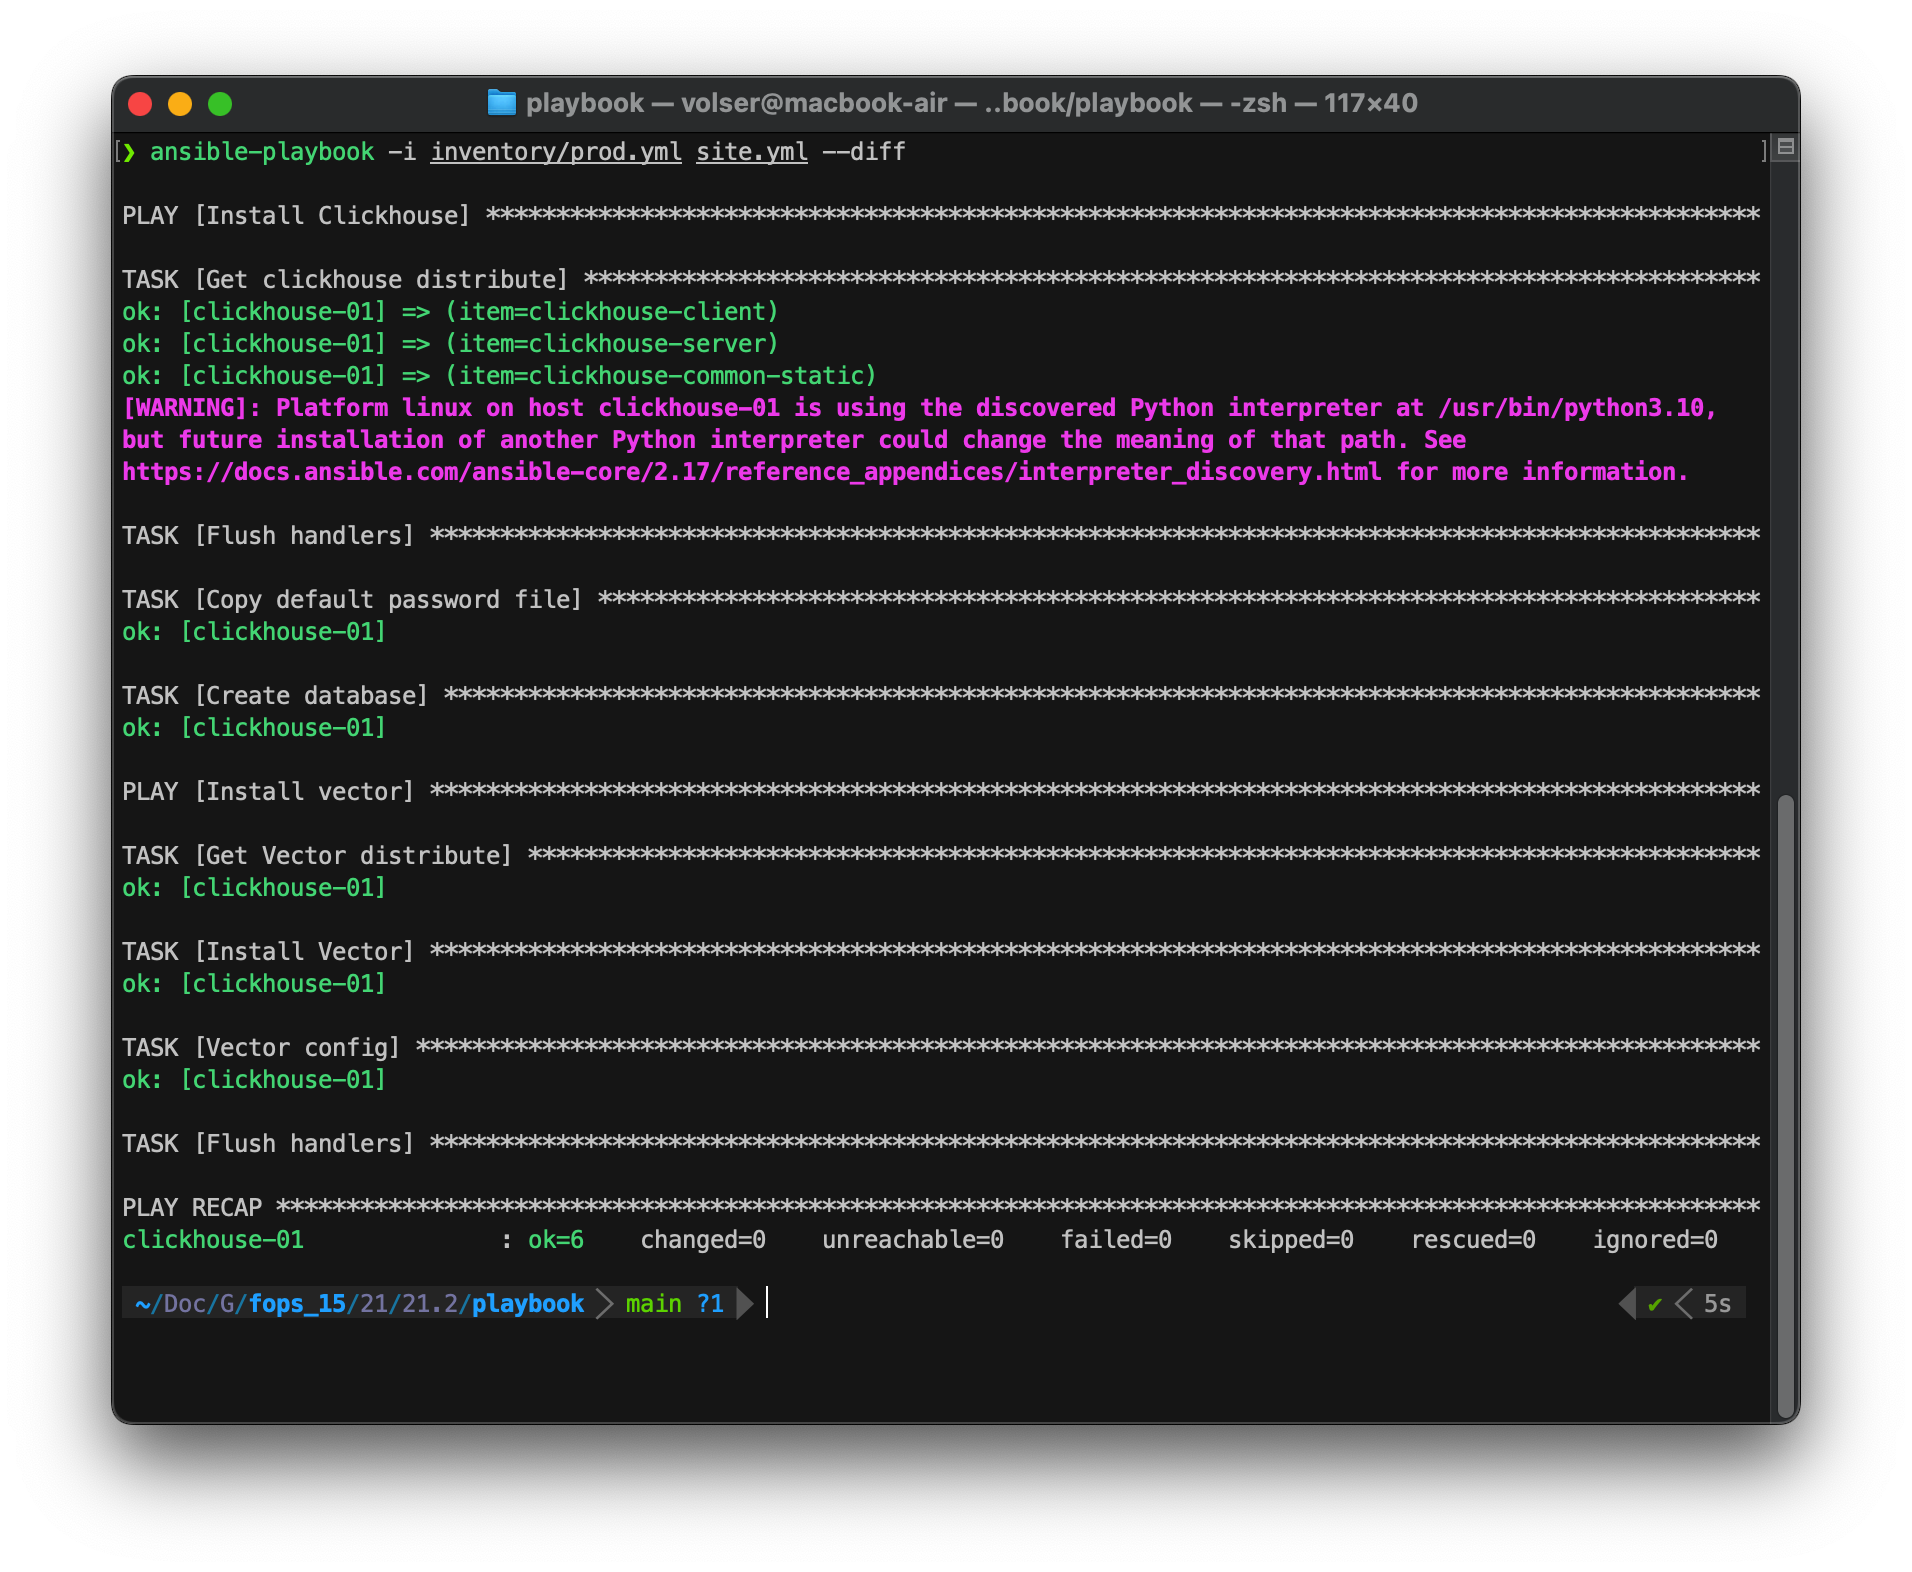 playbook — volser@macbook-air — ..book/playbook — -zsh — 117×40
[❯ ansible-playbook -i inventory/prod.yml site.yml --diff ]
PLAY [Install Clickhouse] *******************************************************************************************
TASK [Get clickhouse distribute] ************************************************************************************
ok: [clickhouse-01] => (item=clickhouse-client)
ok: [clickhouse-01] => (item=clickhouse-server)
ok: [clickhouse-01] => (item=clickhouse-common-static)
[WARNING]: Platform linux on host clickhouse-01 is using the discovered Python interpreter at /usr/bin/python3.10,
but future installation of another Python interpreter could change the meaning of that path. See
https://docs.ansible.com/ansible-core/2.17/reference_appendices/interpreter_discovery.html for more information.
TASK [Flush handlers] ***********************************************************************************************
TASK [Copy default password file] ***********************************************************************************
ok: [clickhouse-01]
TASK [Create database] **********************************************************************************************
ok: [clickhouse-01]
PLAY [Install vector] ***********************************************************************************************
TASK [Get Vector distribute] ****************************************************************************************
ok: [clickhouse-01]
TASK [Install Vector] ***********************************************************************************************
ok: [clickhouse-01]
TASK [Vector config] ************************************************************************************************
ok: [clickhouse-01]
TASK [Flush handlers] ***********************************************************************************************
PLAY RECAP **********************************************************************************************************
clickhouse-01              : ok=6    changed=0    unreachable=0    failed=0    skipped=0    rescued=0    ignored=0
~/Doc/G/fops_15/21/21.2/playbook main ?1 ✔ 5s